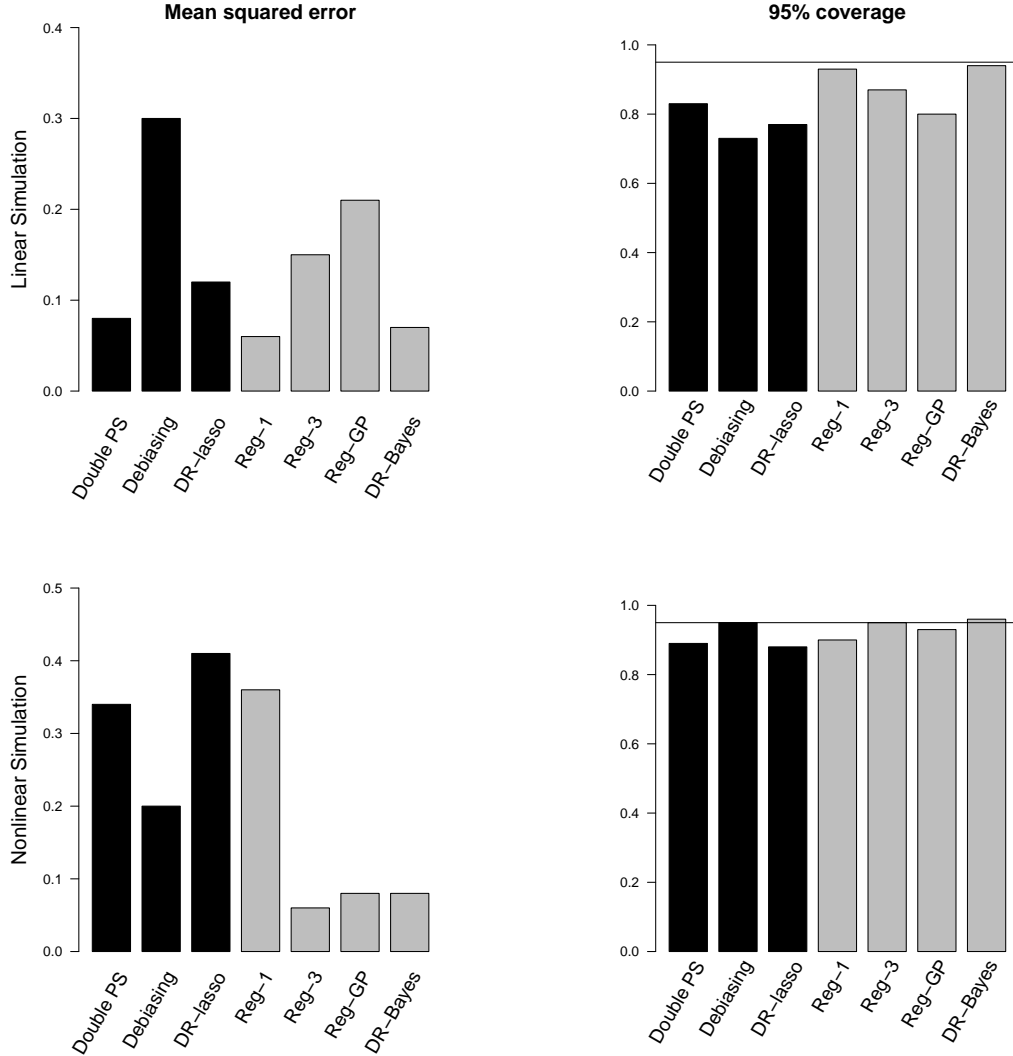 Mean squared error
95% coverage
Linear Simulation
0.4
0.3
0.2
0.1
0.0
Double PS
Debiasing
DR−lasso
Reg−1
Reg−3
Reg−GP
DR−Bayes
1.0
0.8
0.6
0.4
0.2
0.0
Double PS
Debiasing
DR−lasso
Reg−1
Reg−3
Reg−GP
DR−Bayes
Nonlinear Simulation
0.5
0.4
0.3
0.2
0.1
0.0
Double PS
Debiasing
DR−lasso
Reg−1
Reg−3
Reg−GP
DR−Bayes
1.0
0.8
0.6
0.4
0.2
0.0
Double PS
Debiasing
DR−lasso
Reg−1
Reg−3
Reg−GP
DR−Bayes